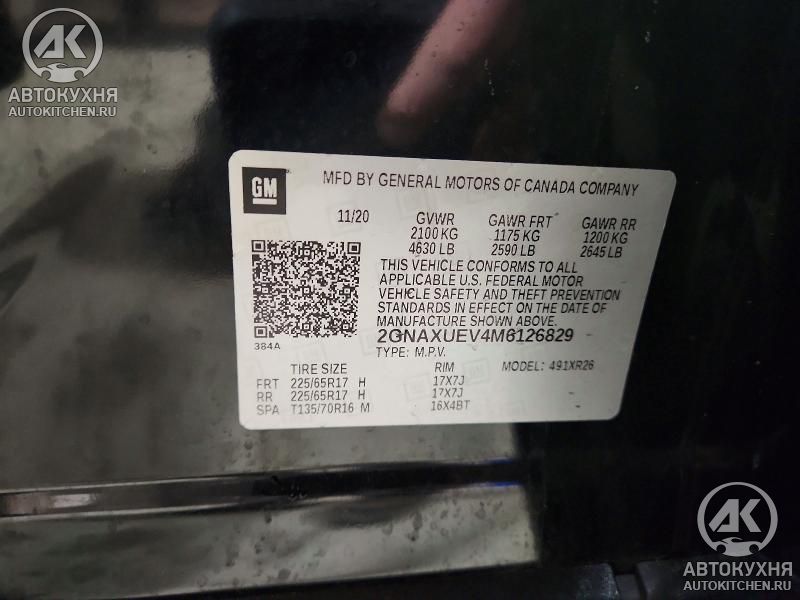 AK
АВТОКУХНЯ
AUTOKITCHEN.RU
GM
MFD BY GENERAL MOTORS OF CANADA COMPANY
11/20 GVWR GAWR FRT GAWR RR
2100 KG 1175 KG 1200 KG
4630 LB 2590 LB 2645 LB
THIS VEHICLE CONFORMS TO ALL
APPLICABLE U.S. FEDERAL MOTOR
VEHICLE SAFETY AND THEFT PREVENTION
STANDARDS IN EFFECT ON THE DATE OF
MANUFACTURE SHOWN ABOVE.
384A
2GNAXUEV4M6126829
TYPE: M.P.V. MODEL: 491XR26
TIRE SIZE RIM
FRT 225/65R17 H 17X7J
RR 225/65R17 H 17X7J
SPA T135/70R16 M 16X4BT
AK
АВТОКУХНЯ
AUTOKITCHEN.RU